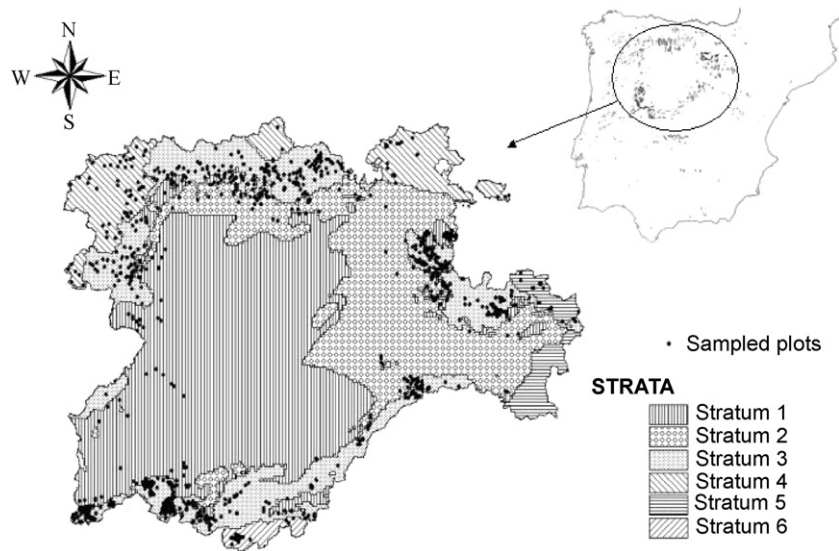 N
W E
S
Sampled plots
STRATA
Stratum 1
Stratum 2
Stratum 3
Stratum 4
Stratum 5
Stratum 6